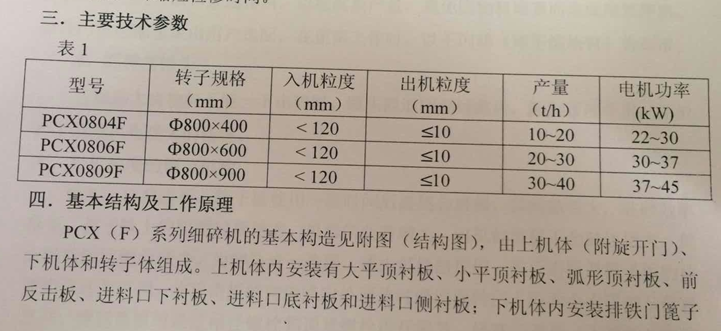 三．主要技术参数
表 1
型号 转子规格（mm） 入机粒度（mm） 出机粒度（mm） 产量（t/h） 电机功率(kW)
PCX0804F Φ800×400 < 120 ≤10 10~20 22~30
PCX0806F Φ800×600 < 120 ≤10 20~30 30~37
PCX0809F Φ800×900 < 120 ≤10 30~40 37~45
四．基本结构及工作原理
PCX（F）系列细碎机的基本构造见附图（结构图），由上机体（附旋开门）、
下机体和转子体组成。上机体内安装有大平顶衬板、小平顶衬板、弧形顶衬板、前
反击板、进料口下衬板、进料口底衬板和进料口侧衬板；下机体内安装排铁门篦子